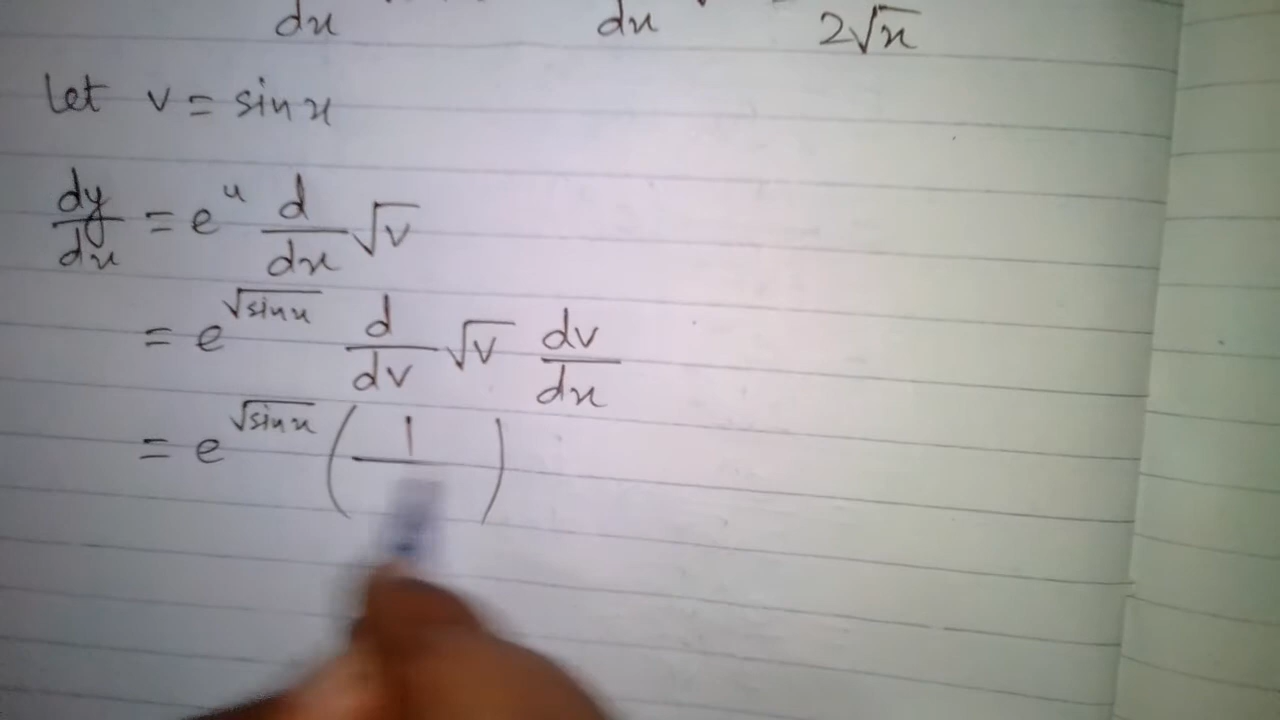 dx dx 2√x
Let v = sin x
dy/dx = e^u d/dx √v
= e^√sin x d/dv √v dv/dx
= e^√sin x ( 1/ )